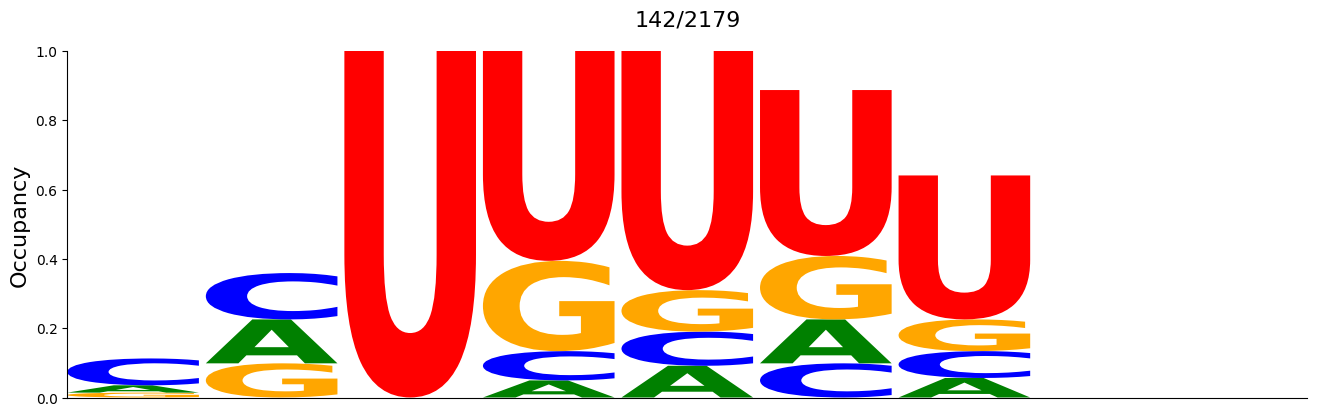 142/2179
1.0
0.8
0.6
0.4
0.2
0.0
Occupancy
C A G
C A G
U
U G C A
U G C A
U G A C
U G C A